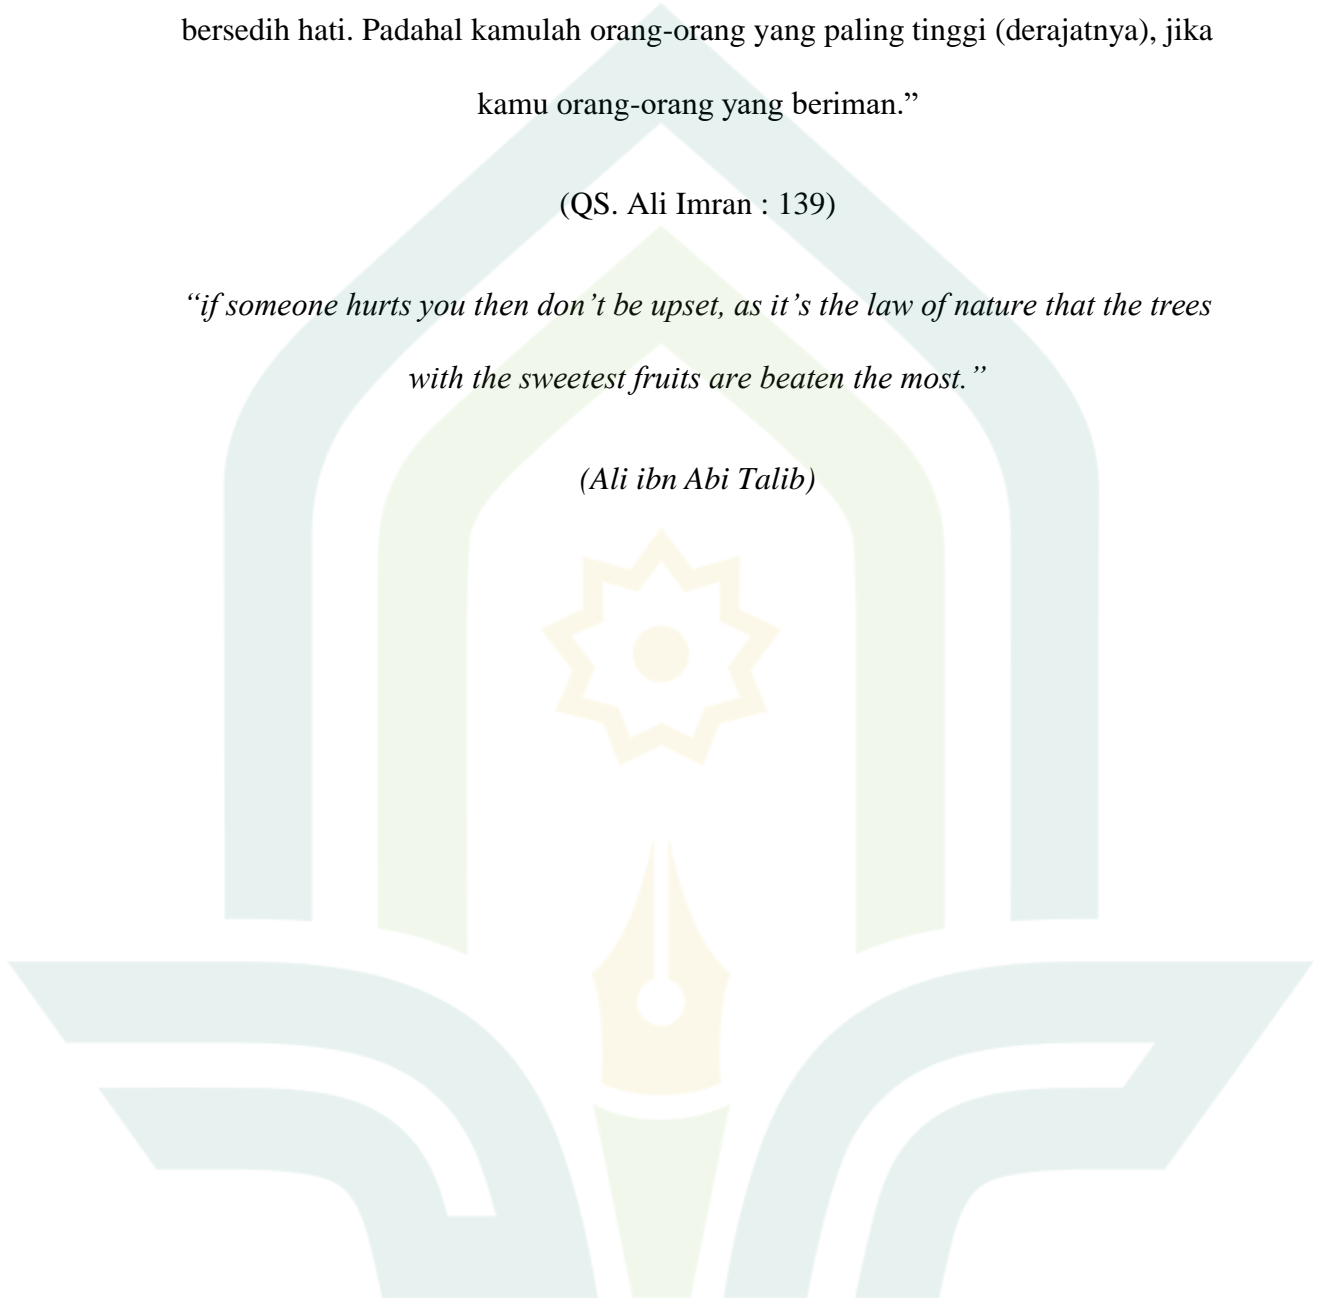 bersedih hati. Padahal kamulah orang-orang yang paling tinggi (derajatnya), jika
kamu orang-orang yang beriman.”
(QS. Ali Imran : 139)
“if someone hurts you then don’t be upset, as it’s the law of nature that the trees
with the sweetest fruits are beaten the most.”
(Ali ibn Abi Talib)